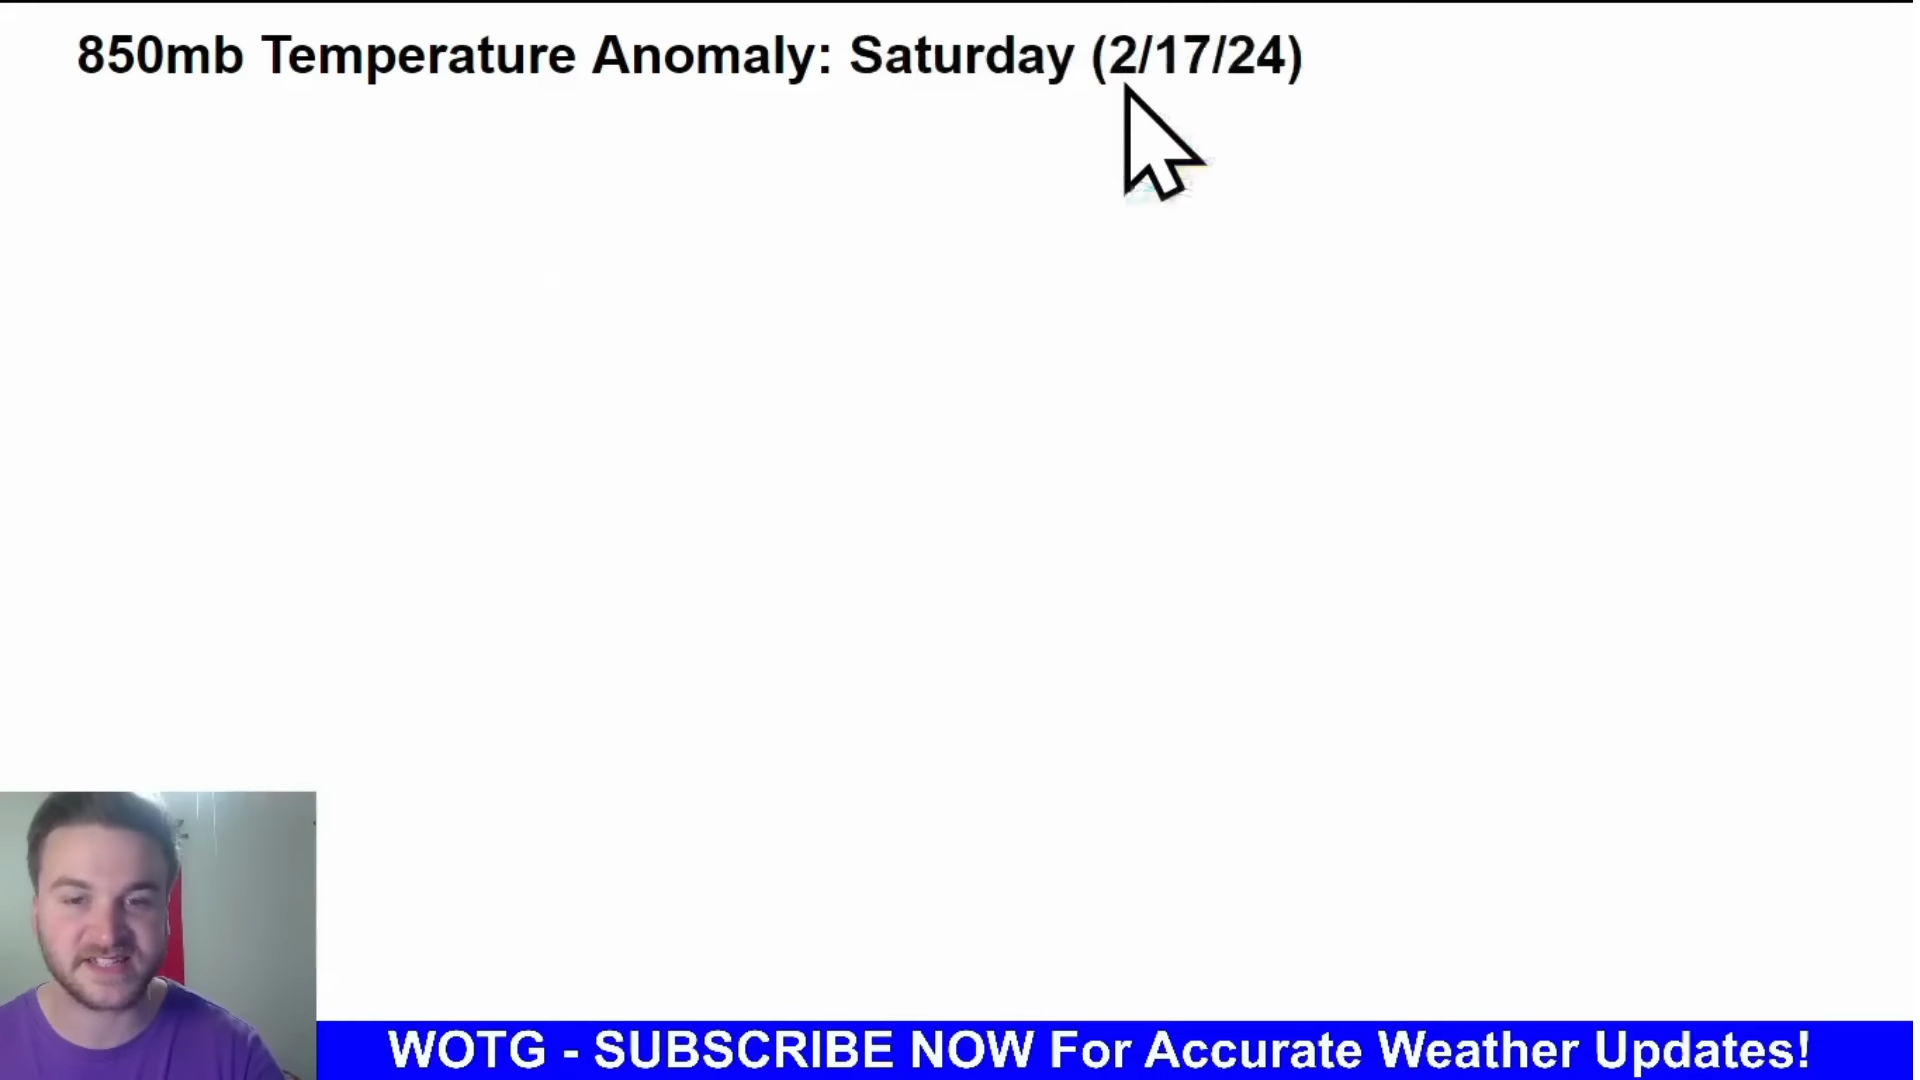 850mb Temperature Anomaly: Saturday (2/17/24)
WOTG - SUBSCRIBE NOW For Accurate Weather Updates!